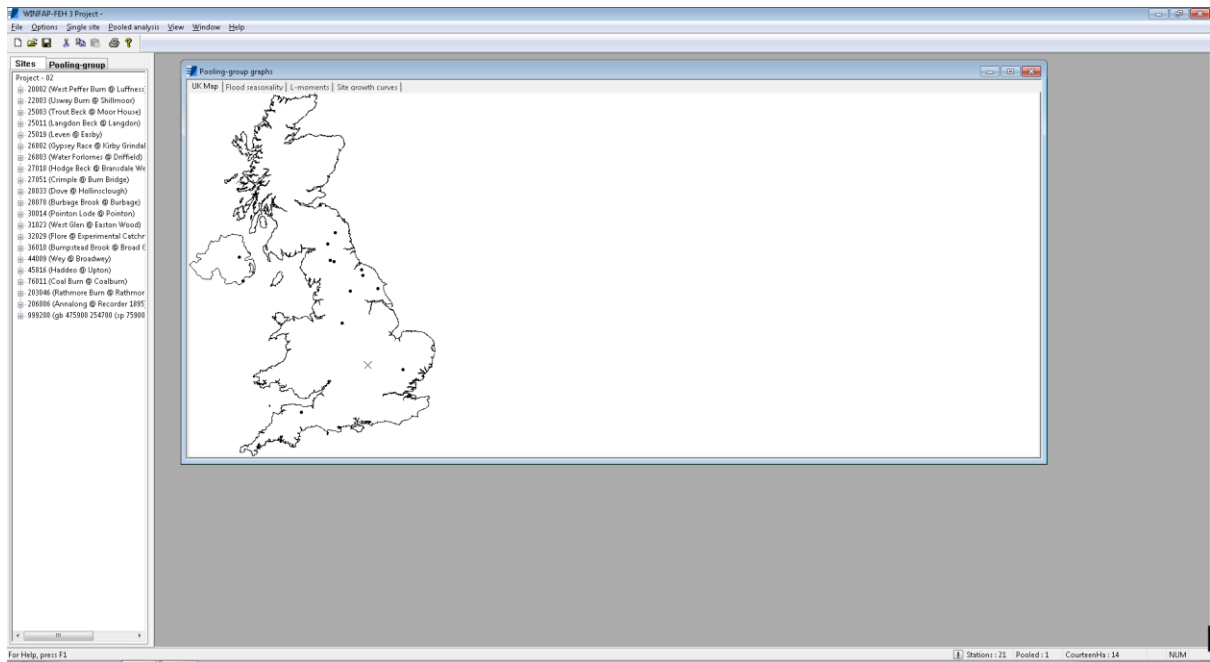 WINFAP-FEH 3 Project -
File Options Single site Pooled analysis View Window Help
Sites Pooling-group
Project - 02
20002 (West Peffer Burn @ Luffness)
22003 (Usway Burn @ Shillmoor)
25003 (Trout Beck @ Moor House)
25011 (Langdon Beck @ Langdon)
25019 (Leven @ Easby)
26802 (Gypsey Race @ Kirby Grindal
26803 (Water Forlornes @ Driffield)
27010 (Hodge Beck @ Bransdale We
27051 (Crimple @ Burn Bridge)
28033 (Dove @ Hollinsclough)
28070 (Burbage Brook @ Burbage)
30014 (Pointon Lode @ Pointon)
31023 (West Glen @ Easton Wood)
32029 (Flore @ Experimental Catchr
36010 (Bumpstead Brook @ Broad G
44009 (Wey @ Broadwey)
45816 (Haddeo @ Upton)
76011 (Coal Burn @ Coalburn)
203046 (Rathmore Burn @ Rathmor
206006 (Annalong @ Recorder 1895)
999200 (gb 475900 254700 (sp 75900
Pooling-group graphs
UK Map Flood seasonality L-moments Site growth curves
For Help, press F1
Stations : 21 Pooled : 1 CourteenHa : 14 NUM